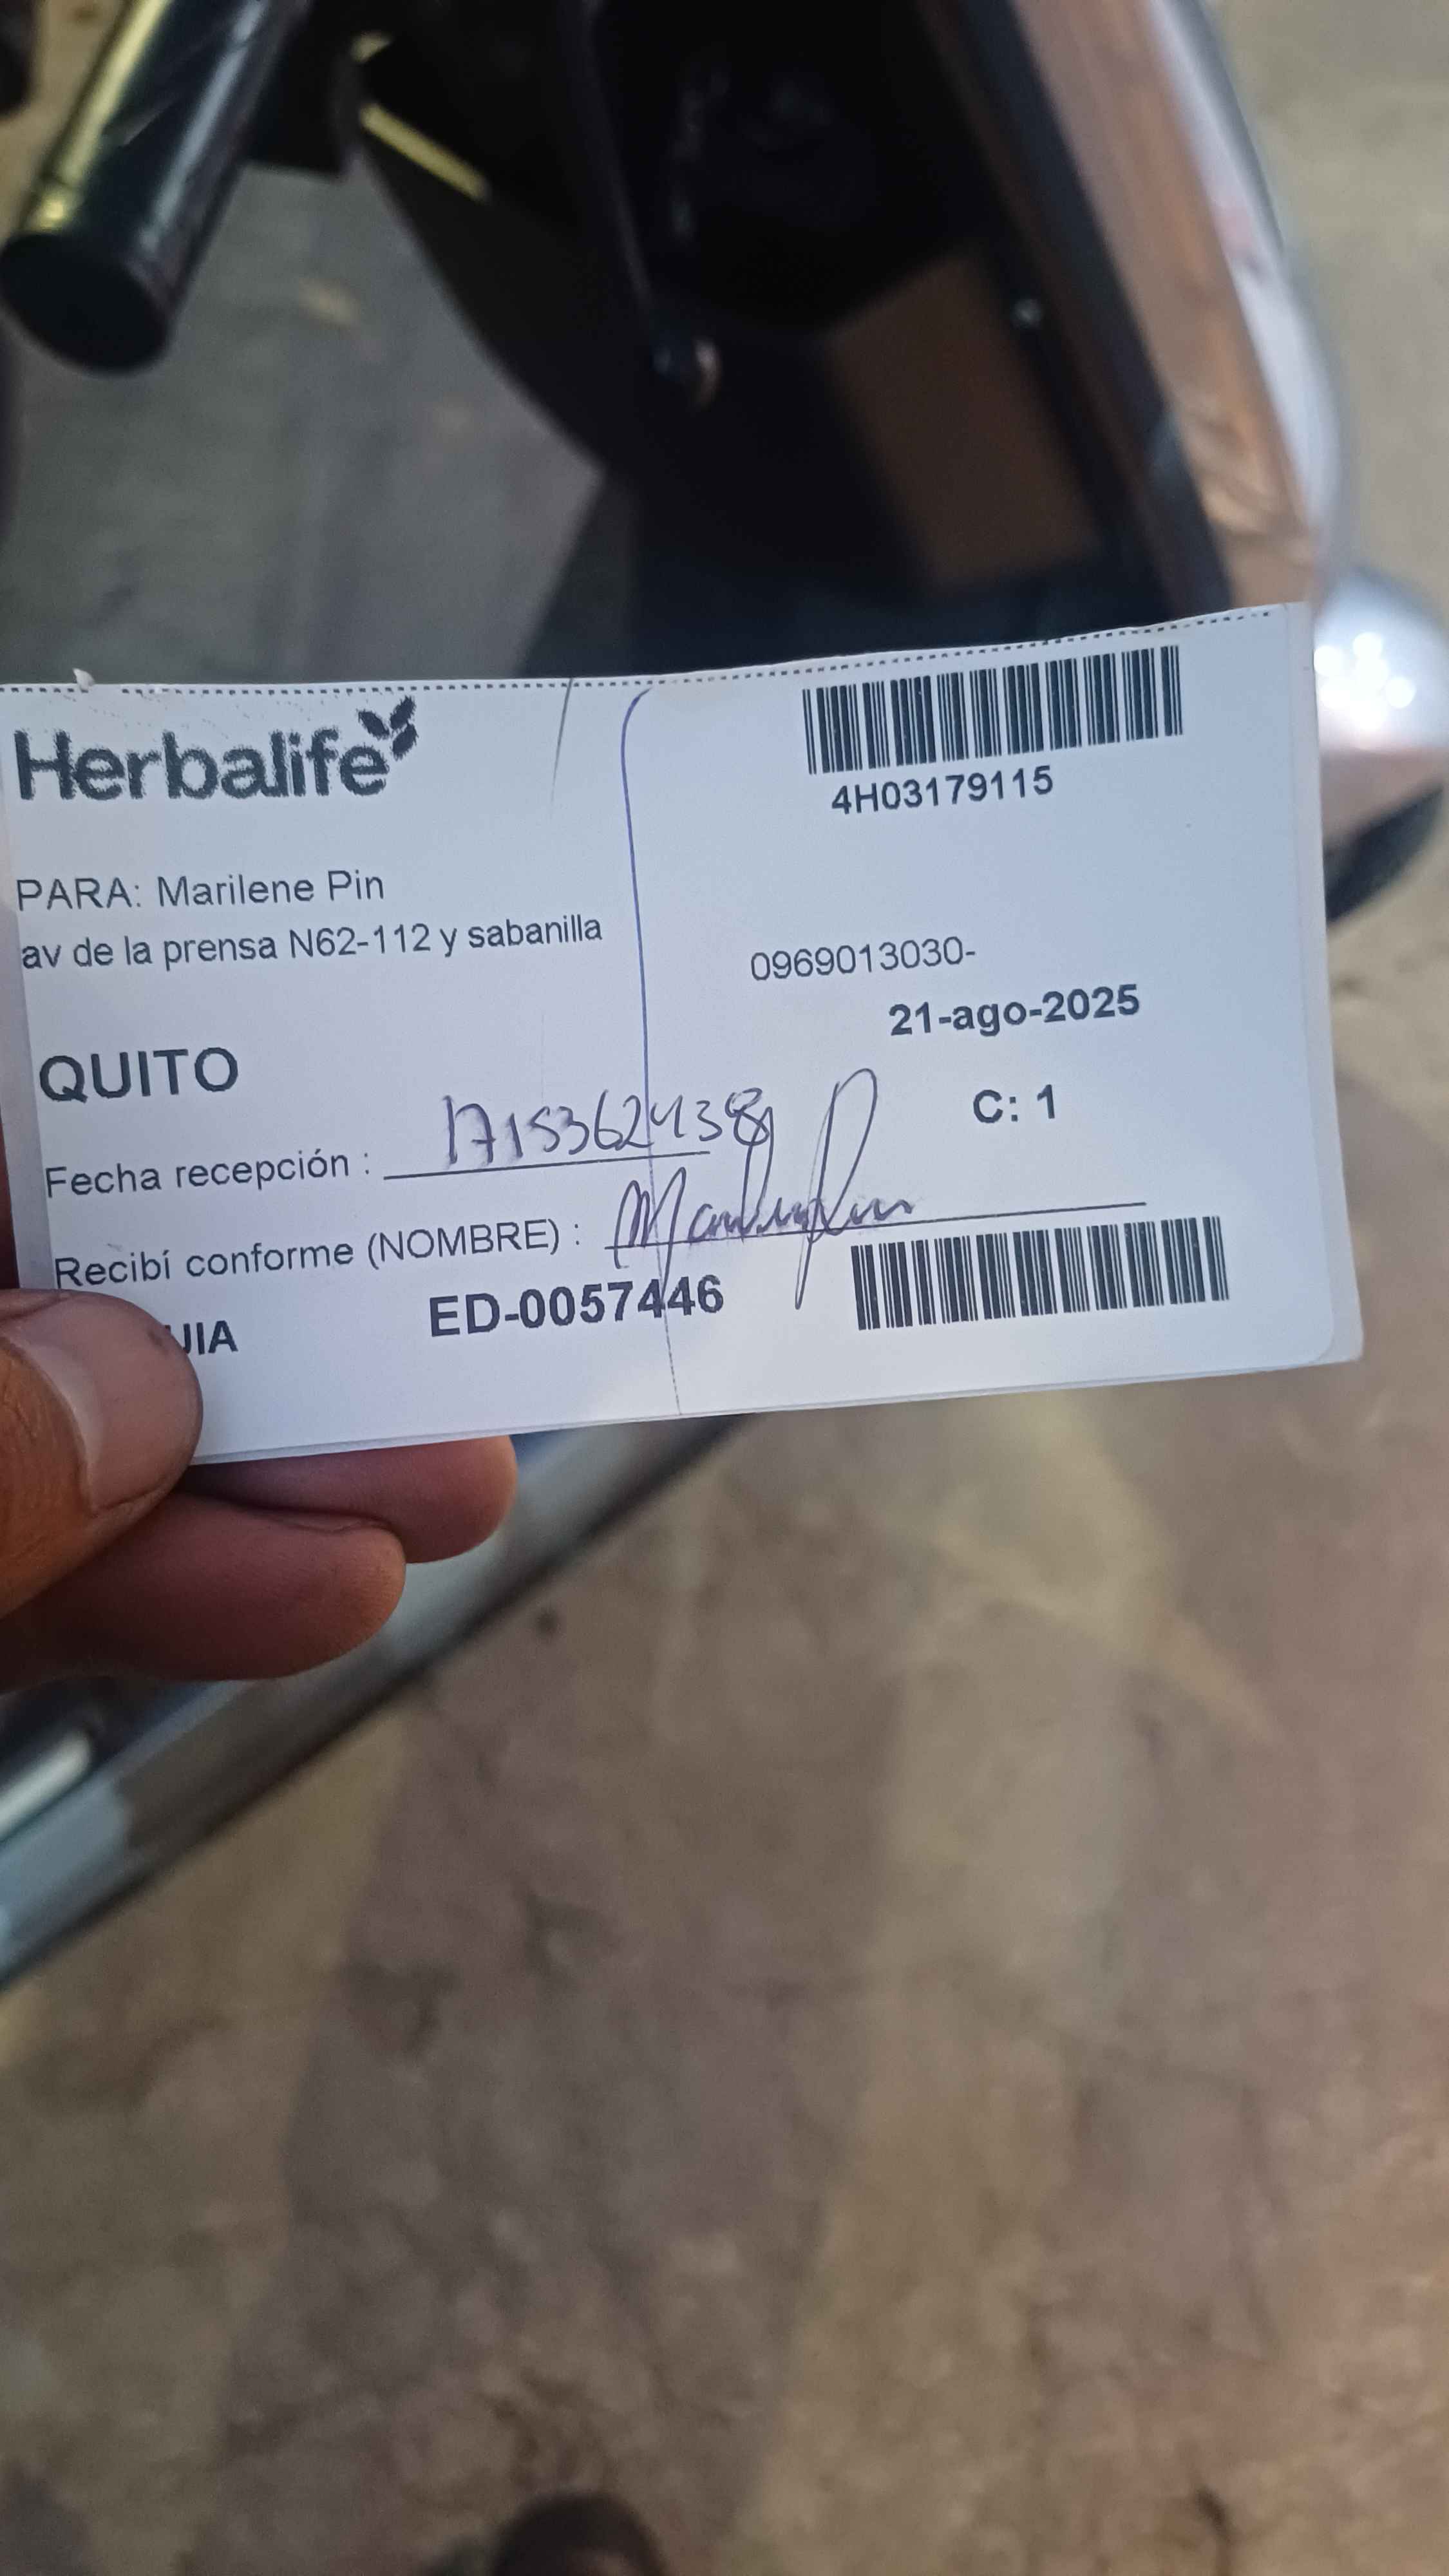 Herbalife
4H03179115
PARA: Marilene Pin
av de la prensa N62-112 y sabanilla
0969013030-
21-ago-2025
QUITO
C: 1
Fecha recepción : 1715362438
Recibí conforme (NOMBRE) :
UIA ED-0057446